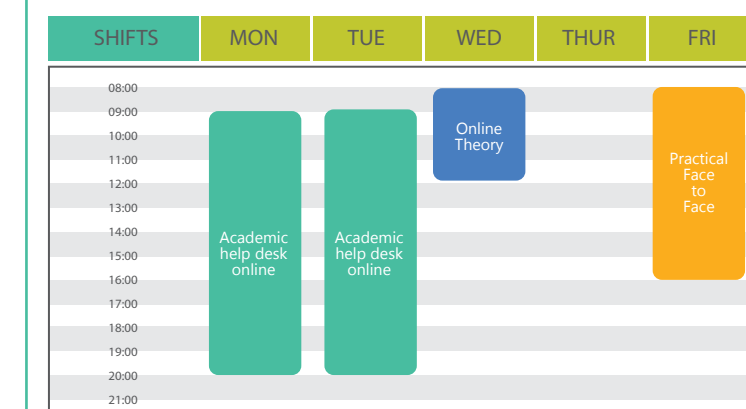 SHIFTS MON TUE WED THUR FRI
08:00
09:00
10:00
11:00
12:00
13:00
14:00
15:00
16:00
17:00
18:00
19:00
20:00
21:00
Academic
help desk
online
Academic
help desk
online
Online
Theory
Practical
Face
to
Face